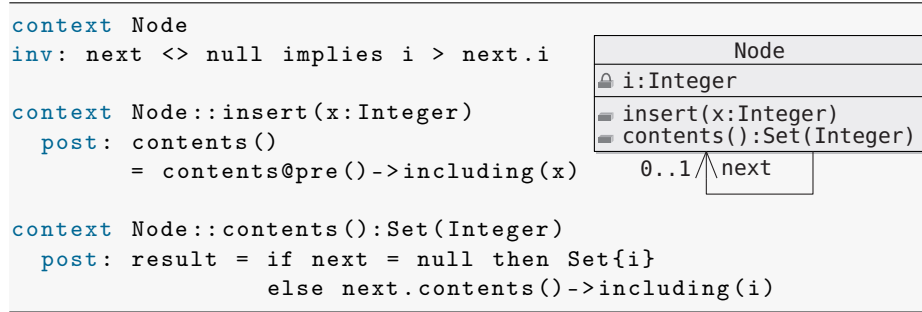 context Node
inv: next <> null implies i > next.i
context Node::insert(x:Integer)
post: contents()
= contents@pre()->including(x)
context Node::contents():Set(Integer)
post: result = if next = null then Set{i}
else next.contents()->including(i)
Node
i:Integer
insert(x:Integer)
contents():Set(Integer)
0..1 next